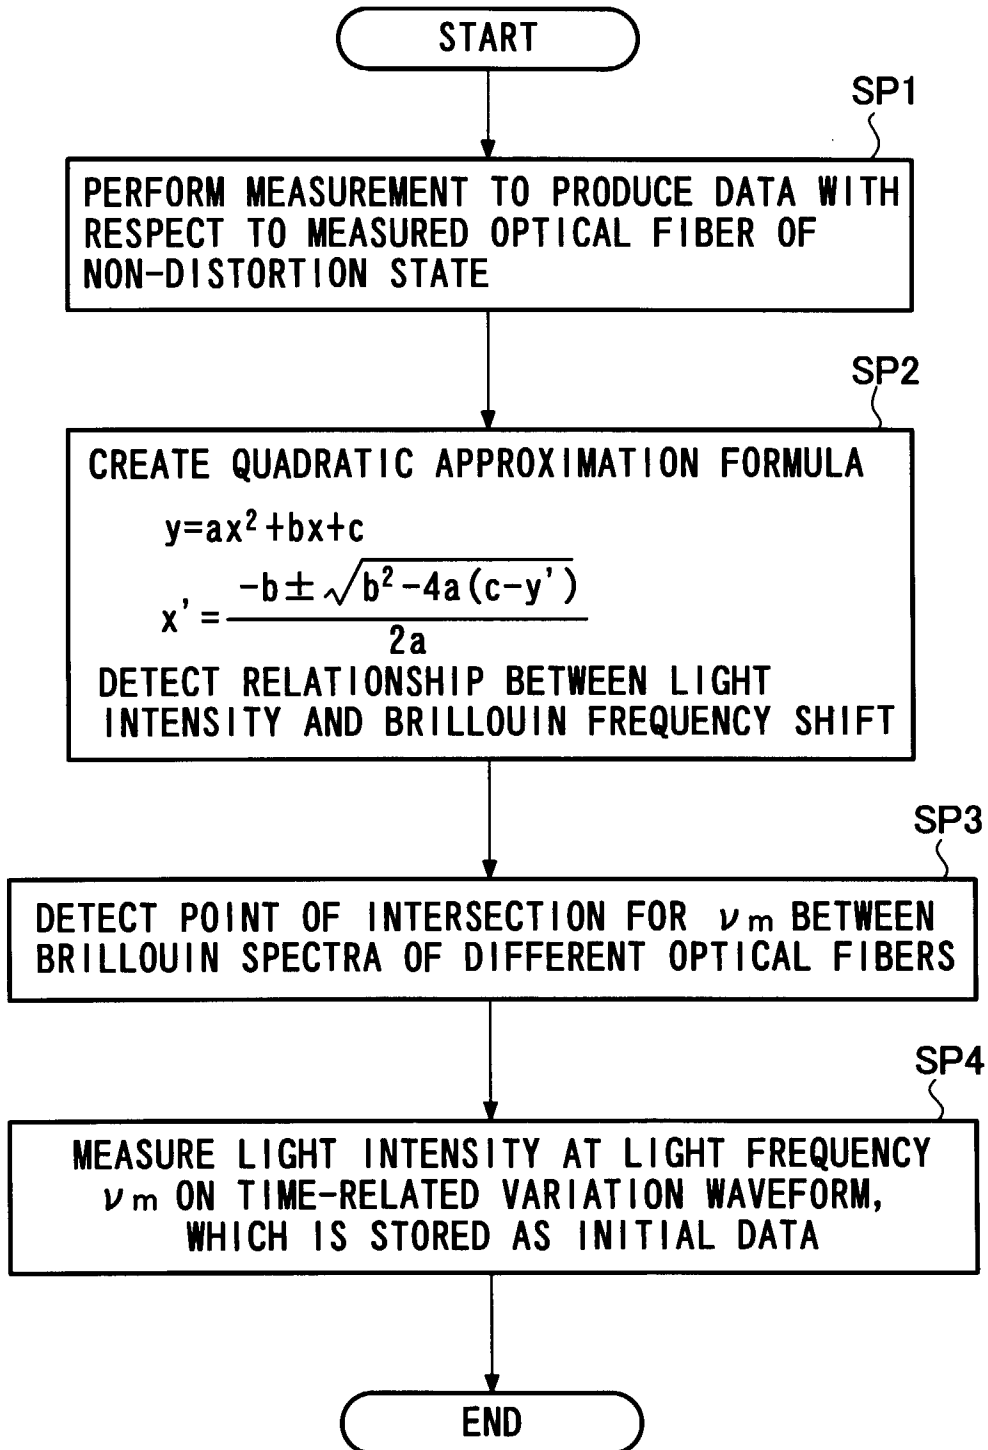 START
SP1
PERFORM MEASUREMENT TO PRODUCE DATA WITH
RESPECT TO MEASURED OPTICAL FIBER OF
NON-DISTORTION STATE
SP2
CREATE QUADRATIC APPROXIMATION FORMULA
y=ax²+bx+c
x'=(-b±√(b²-4a(c-y')))/2a
DETECT RELATIONSHIP BETWEEN LIGHT
INTENSITY AND BRILLOUIN FREQUENCY SHIFT
SP3
DETECT POINT OF INTERSECTION FOR νm BETWEEN
BRILLOUIN SPECTRA OF DIFFERENT OPTICAL FIBERS
SP4
MEASURE LIGHT INTENSITY AT LIGHT FREQUENCY
νm ON TIME-RELATED VARIATION WAVEFORM,
WHICH IS STORED AS INITIAL DATA
END